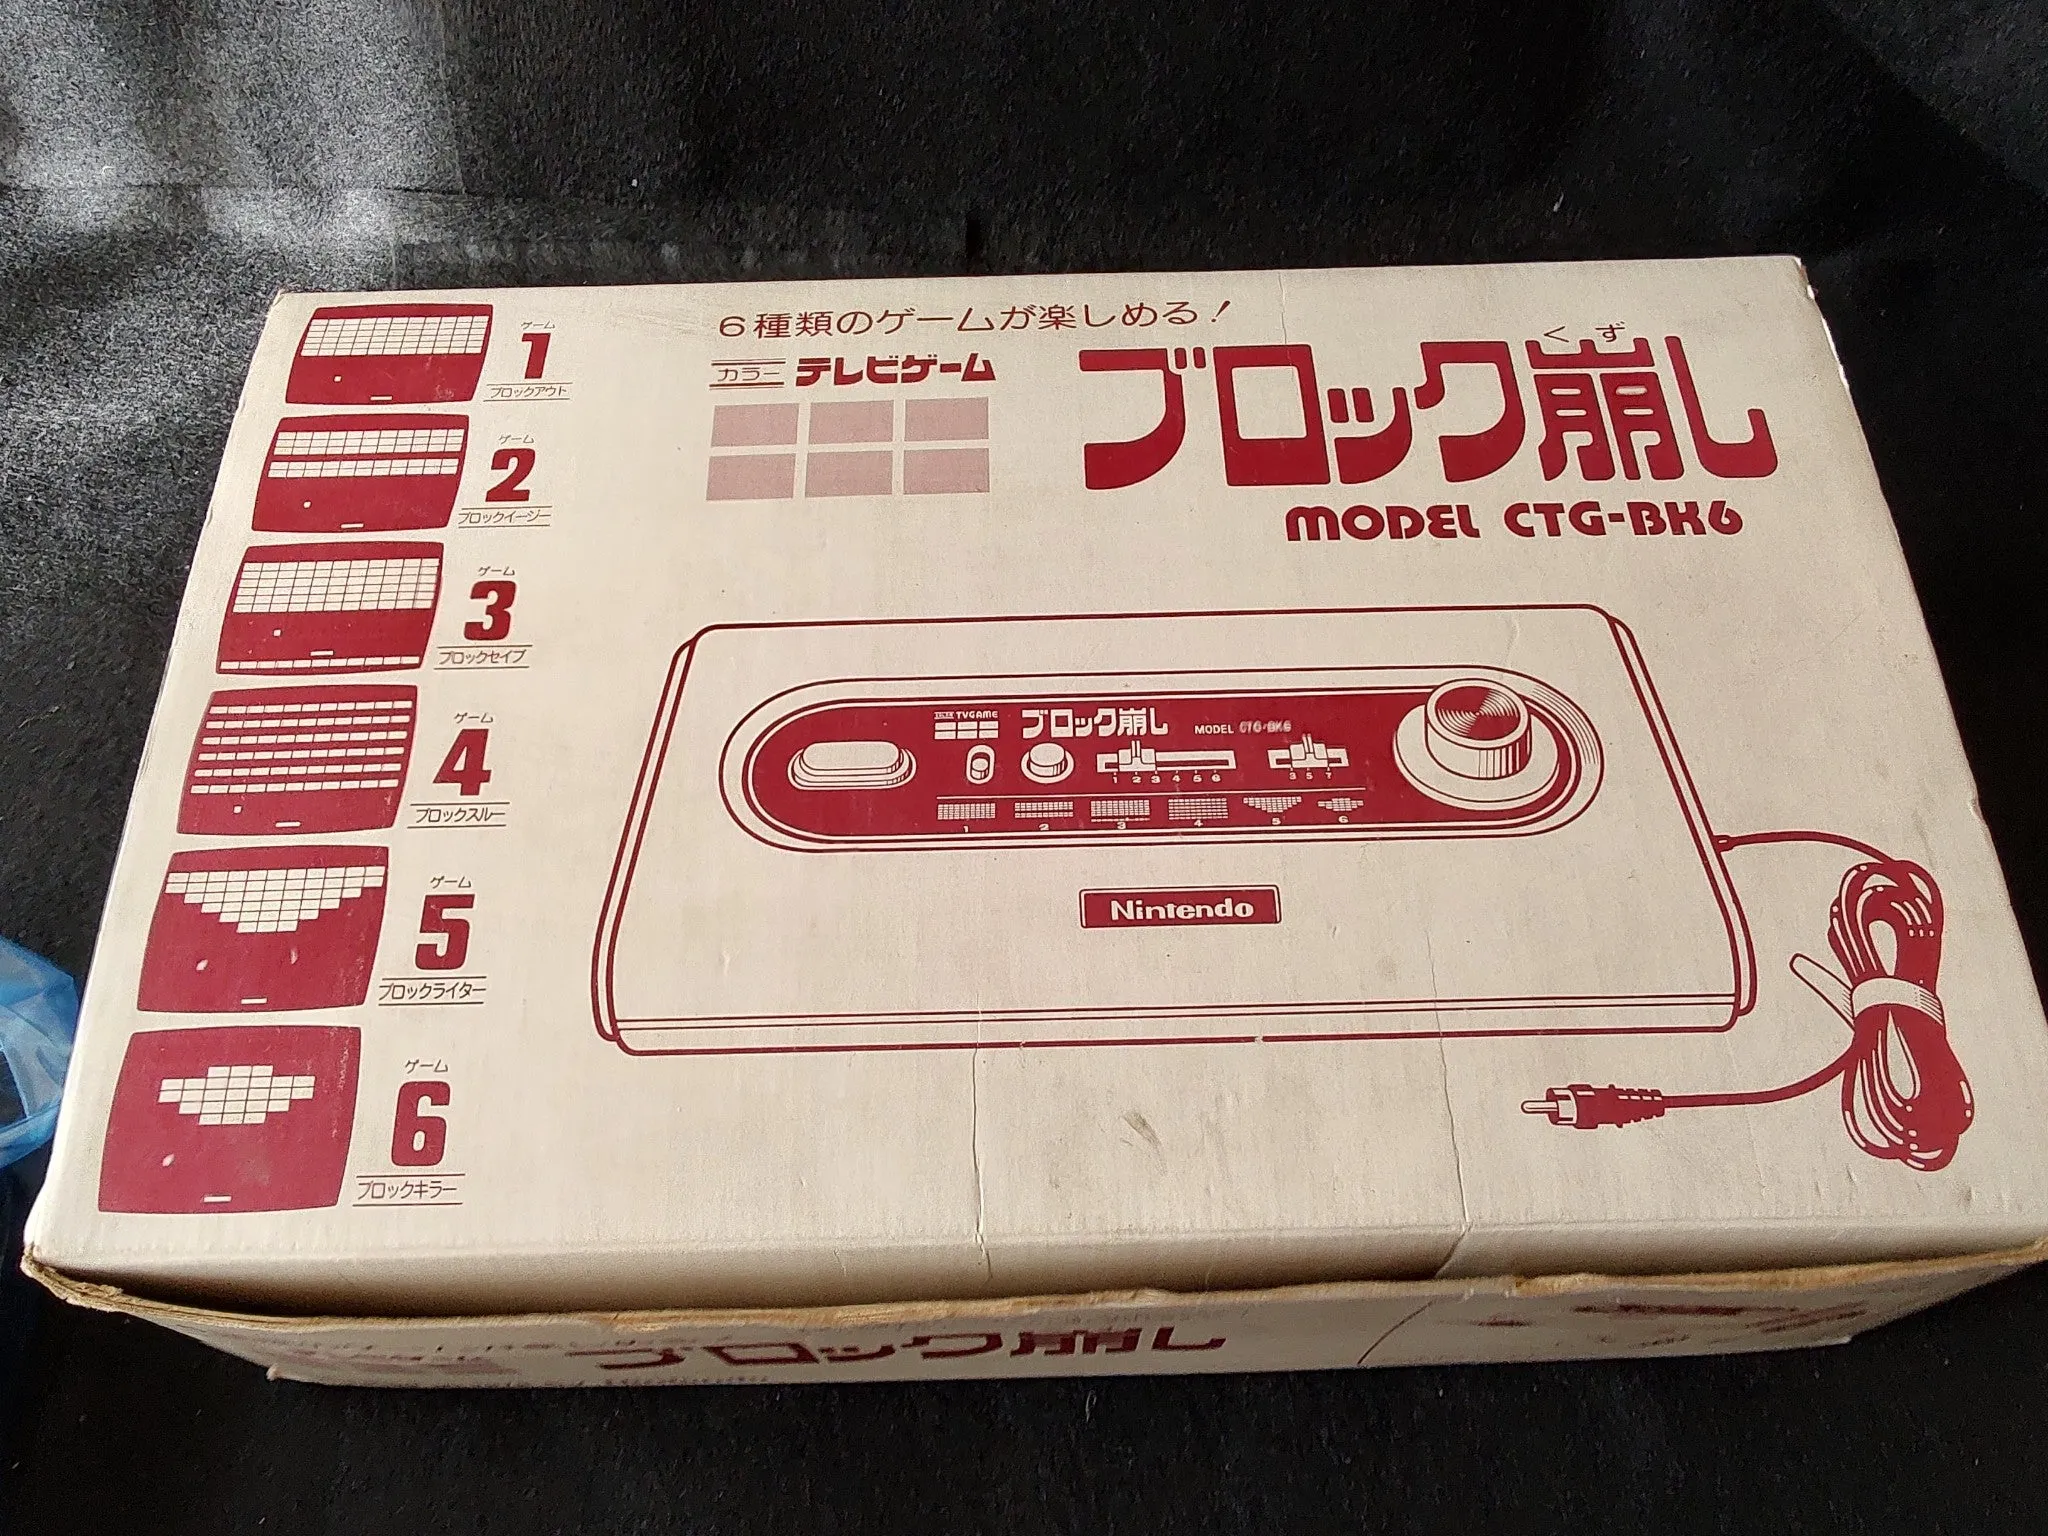 6種類のゲームが楽しめる!
カラー テレビゲーム
くず
ブロック崩し
MODEL CTG-BK6
ゲーム
1
ブロックアウト
ゲーム
2
ブロックイージー
ゲーム
3
ブロックセイブ
ゲーム
4
ブロックスルー
ゲーム
5
ブロックライター
ゲーム
6
ブロックキラー
TVGAME ブロック崩し MODEL CTG-BK6
1 2 3 4 5 6
3 5 7
1 2 3 4 5 6
Nintendo
ブロック崩し